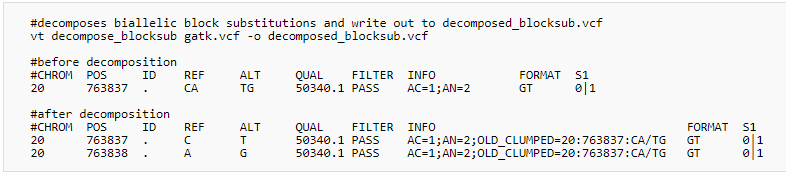 #decomposes biallelic block substitutions and write out to decomposed_blocksub.vcf
vt decompose_blocksub gatk.vcf -o decomposed_blocksub.vcf
#before decomposition
#CHROM POS ID REF ALT QUAL FILTER INFO FORMAT S1
20 763837 . CA TG 50340.1 PASS AC=1;AN=2 GT 0|1
#after decomposition
#CHROM POS ID REF ALT QUAL FILTER INFO FORMAT S1
20 763837 . C T 50340.1 PASS AC=1;AN=2;OLD_CLUMPED=20:763837:CA/TG GT 0|1
20 763838 . A G 50340.1 PASS AC=1;AN=2;OLD_CLUMPED=20:763837:CA/TG GT 0|1